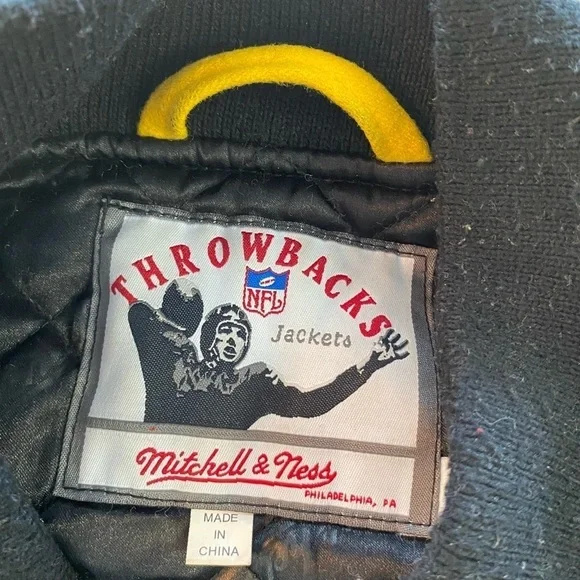 THROWBACKS
NFL
Jackets
Mitchell & Ness
PHILADELPHIA, PA
MADE
IN
CHINA